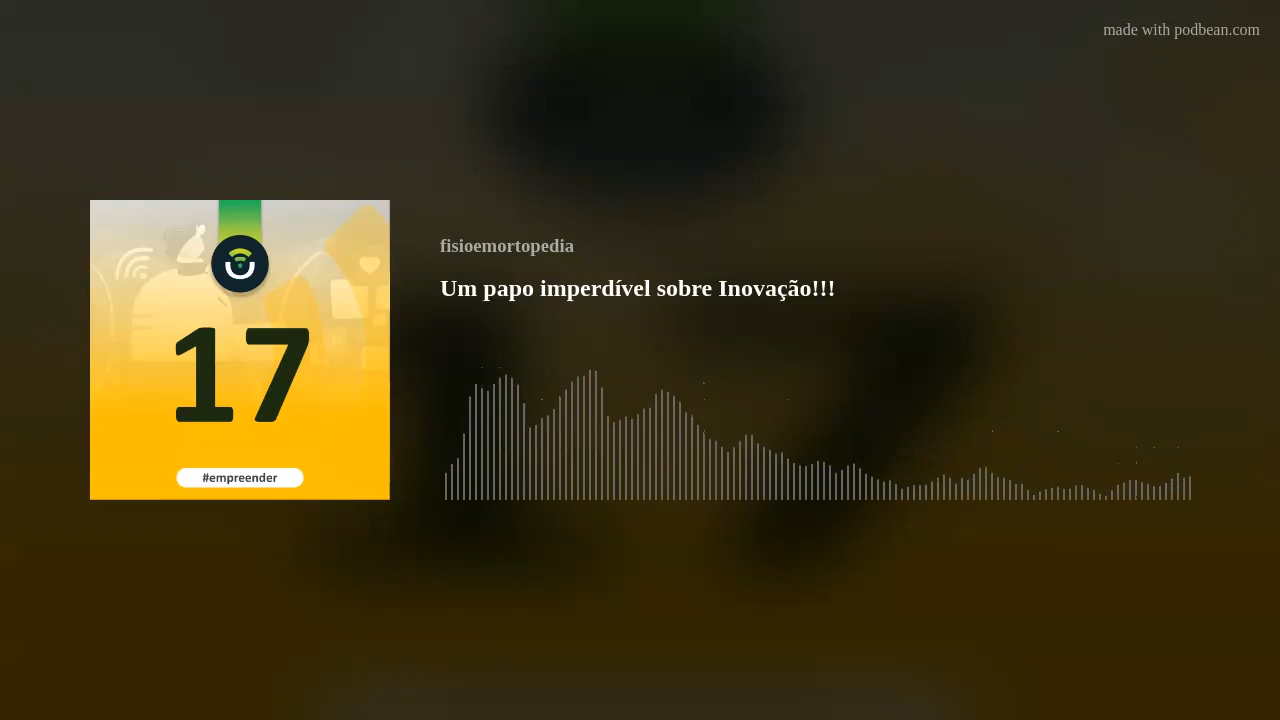 made with podbean.com
fisioemortopedia
Um papo imperdível sobre Inovação!!!
17
#empreender